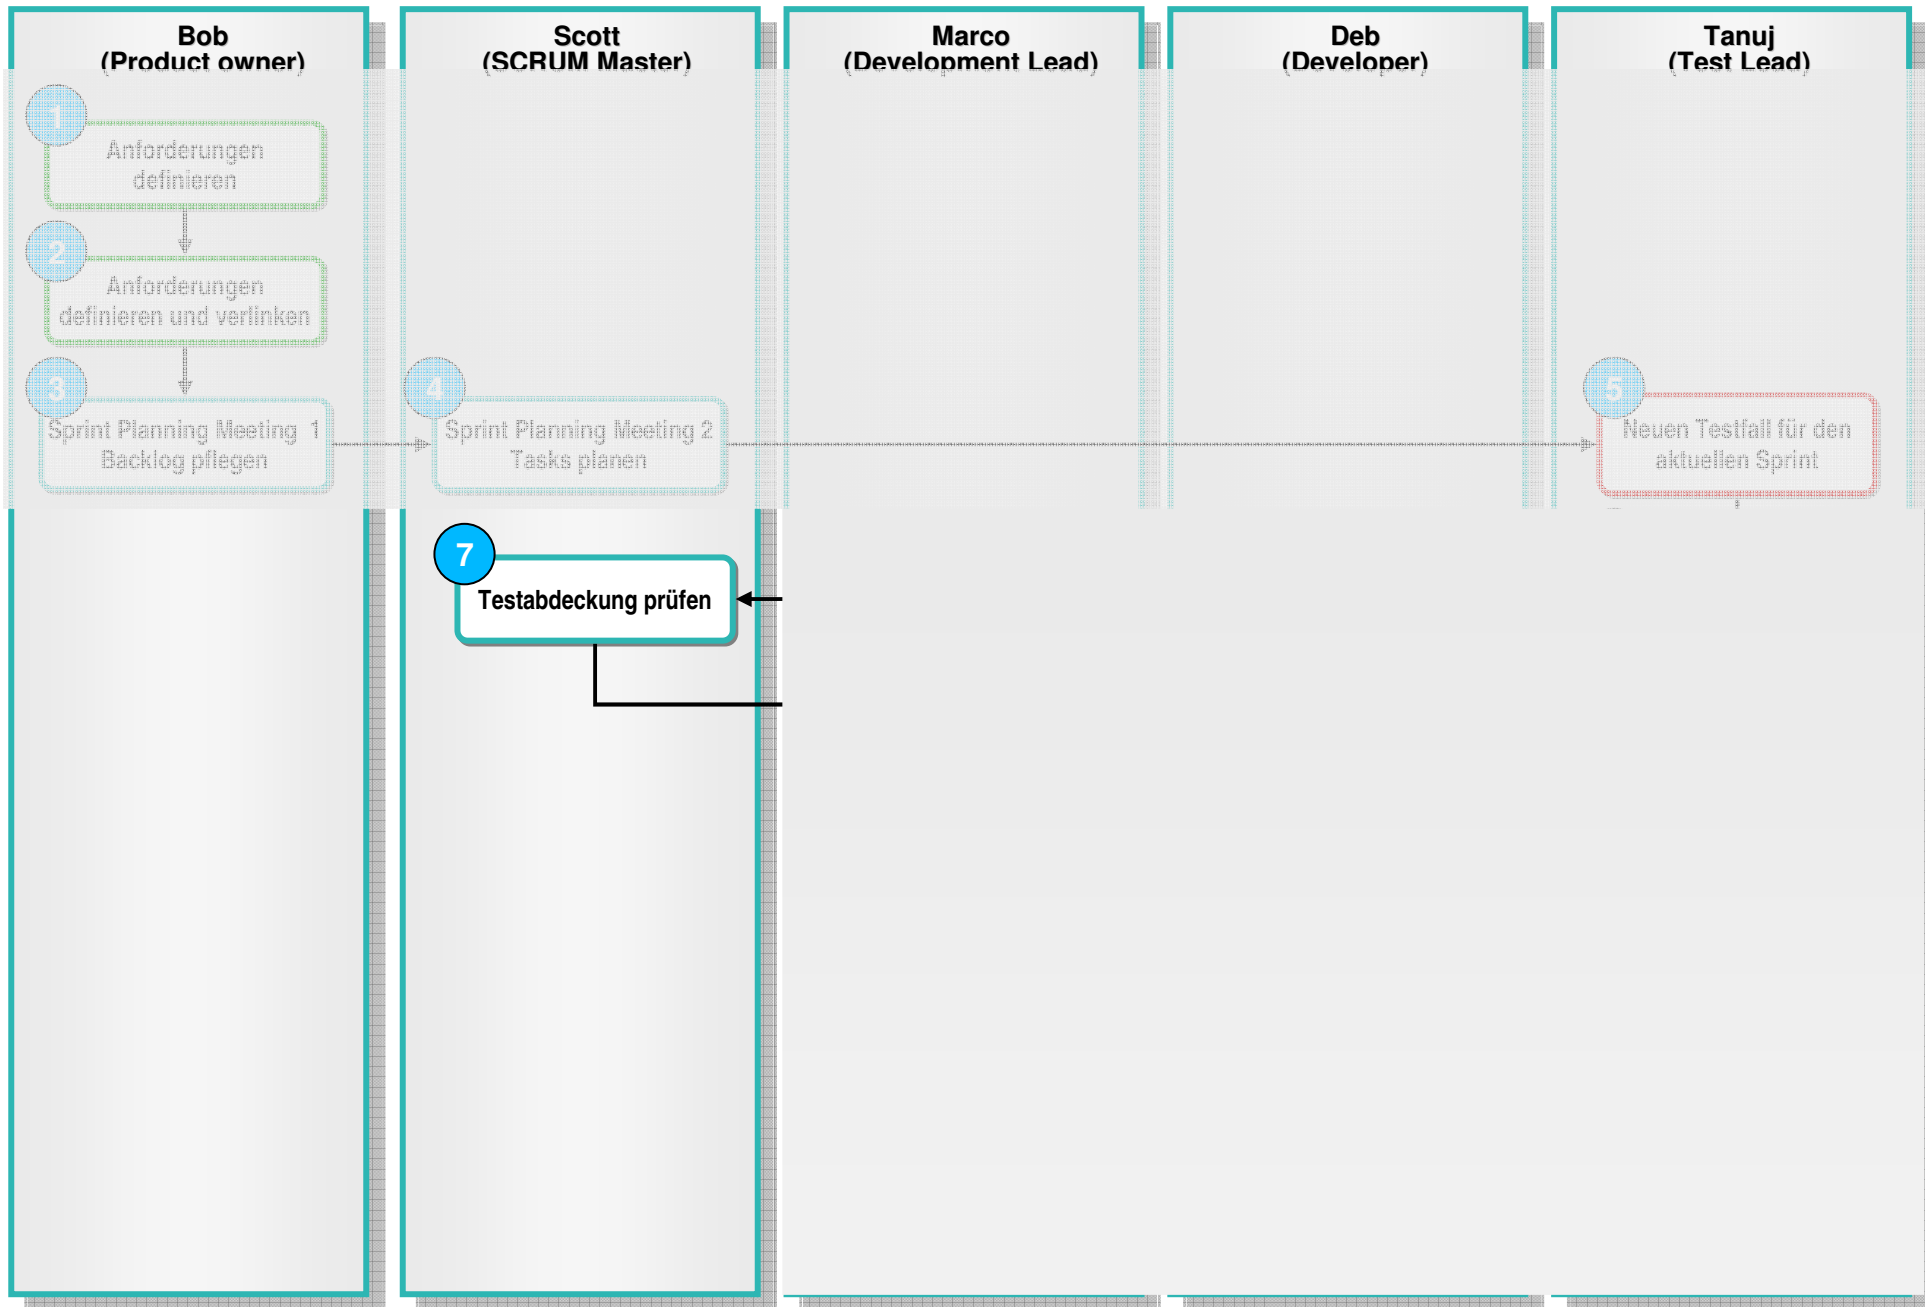 Bob
(Product owner)
Scott
(SCRUM Master)
Marco
(Development Lead)
Deb
(Developer)
Tanuj
(Test Lead)
1
Anforderungen
definieren
2
Anforderungen
definieren und verlinken
3
Sprint Planning Meeting 1
Backlog pflegen
4
Sprint Planning Meeting 2
Tasks planen
5
Neuen Testfall für den
aktuellen Sprint
7
Testabdeckung prüfen